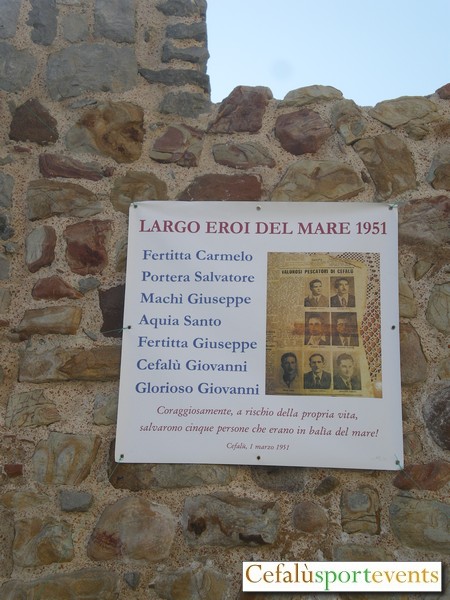 LARGO EROI DEL MARE 1951
Fertitta Carmelo
Portera Salvatore
Machì Giuseppe
Aquia Santo
Fertitta Giuseppe
Cefalù Giovanni
Glorioso Giovanni
VALOROSI PESCATORI DI CEFALÙ
Coraggiosamente, a rischio della propria vita,
salvarono cinque persone che erano in balìa del mare!
Cefalù, 1 marzo 1951
Cefalùsportevents